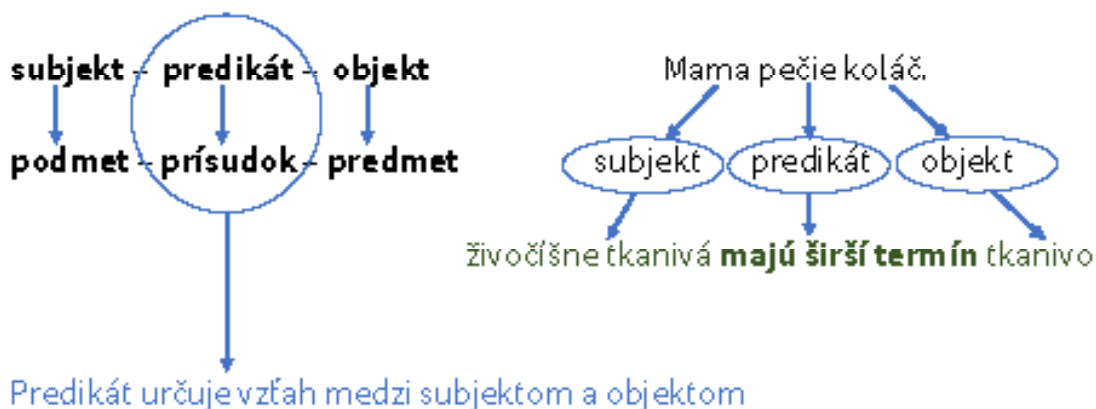 subjekt – predikát – objekt
podmet – prísudok – predmet
Mama pečie koláč.
subjekt predikát objekt
živočíšne tkanivá majú širší termín tkanivo
Predikát určuje vzťah medzi subjektom a objektom